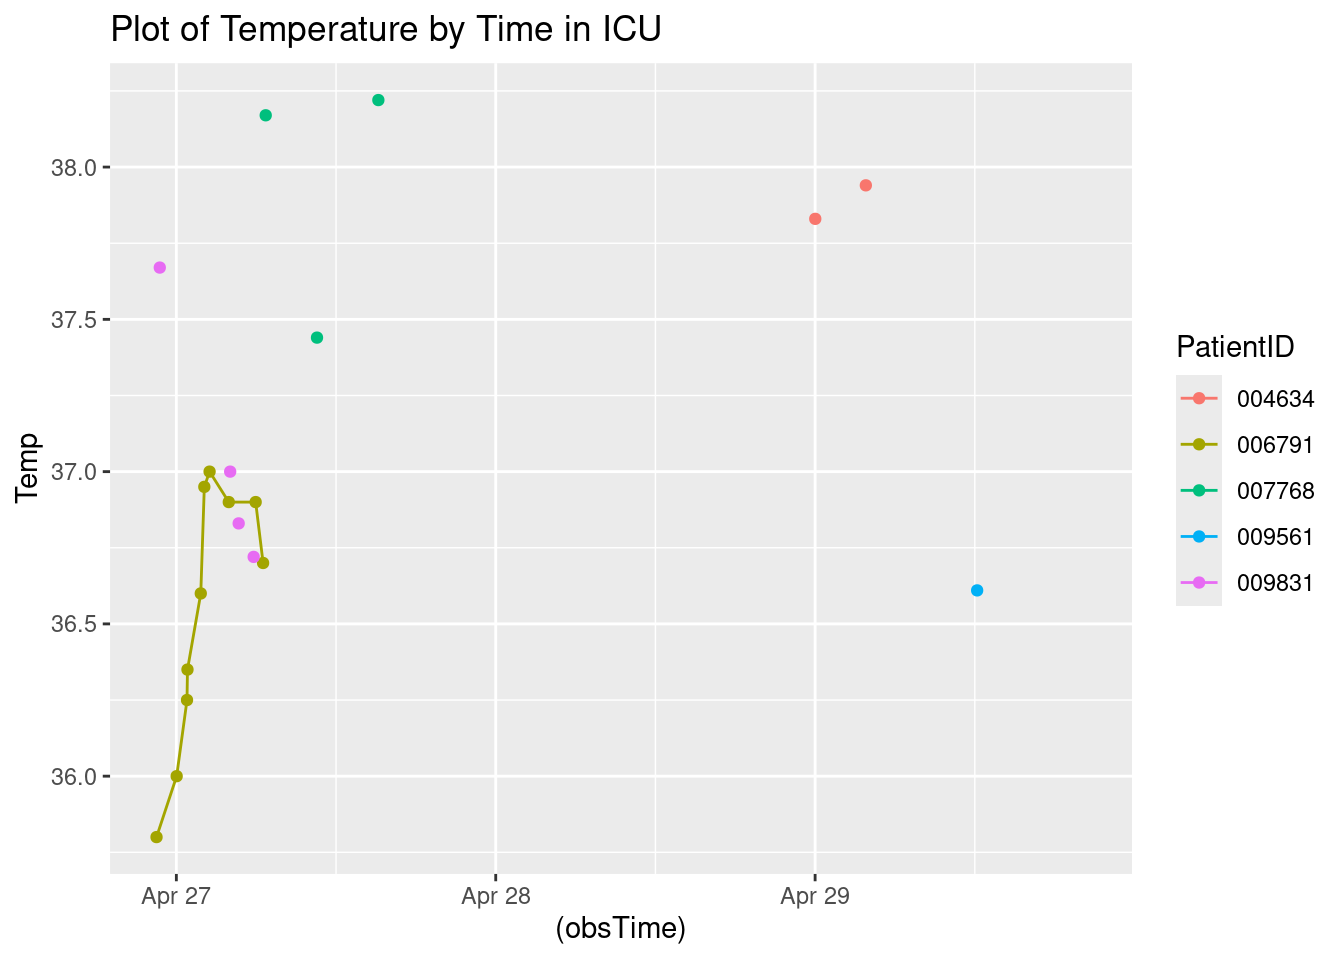 Plot of Temperature by Time in ICU
38.0
37.5
37.0
36.5
36.0
Temp
Apr 27
Apr 28
Apr 29
(obsTime)
PatientID
004634
006791
007768
009561
009831